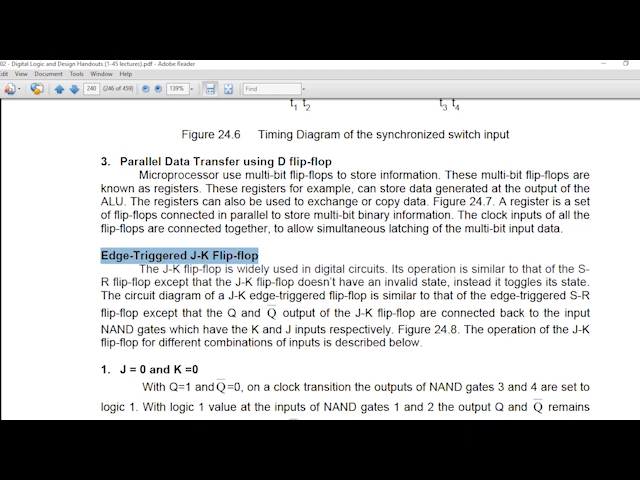 02 - Digital Logic and Design Handouts (1-45 lectures).pdf - Adobe Reader
Edit View Document Tools Window Help
240 (246 of 459) 139% Find
t1 t2 t3 t4
Figure 24.6 Timing Diagram of the synchronized switch input
3. Parallel Data Transfer using D flip-flop
Microprocessor use multi-bit flip-flops to store information. These multi-bit flip-flops are
known as registers. These registers for example, can store data generated at the output of the
ALU. The registers can also be used to exchange or copy data. Figure 24.7. A register is a set
of flip-flops connected in parallel to store multi-bit binary information. The clock inputs of all the
flip-flops are connected together, to allow simultaneous latching of the multi-bit input data.
Edge-Triggered J-K Flip-flop
The J-K flip-flop is widely used in digital circuits. Its operation is similar to that of the S-
R flip-flop except that the J-K flip-flop doesn't have an invalid state, instead it toggles its state.
The circuit diagram of a J-K edge-triggered flip-flop is similar to that of the edge-triggered S-R
flip-flop except that the Q and Q̅ output of the J-K flip-flop are connected back to the input
NAND gates which have the K and J inputs respectively. Figure 24.8. The operation of the J-K
flip-flop for different combinations of inputs is described below.
1. J = 0 and K =0
With Q=1 and Q̅=0, on a clock transition the outputs of NAND gates 3 and 4 are set to
logic 1. With logic 1 value at the inputs of NAND gates 1 and 2 the output Q and Q̅ remains